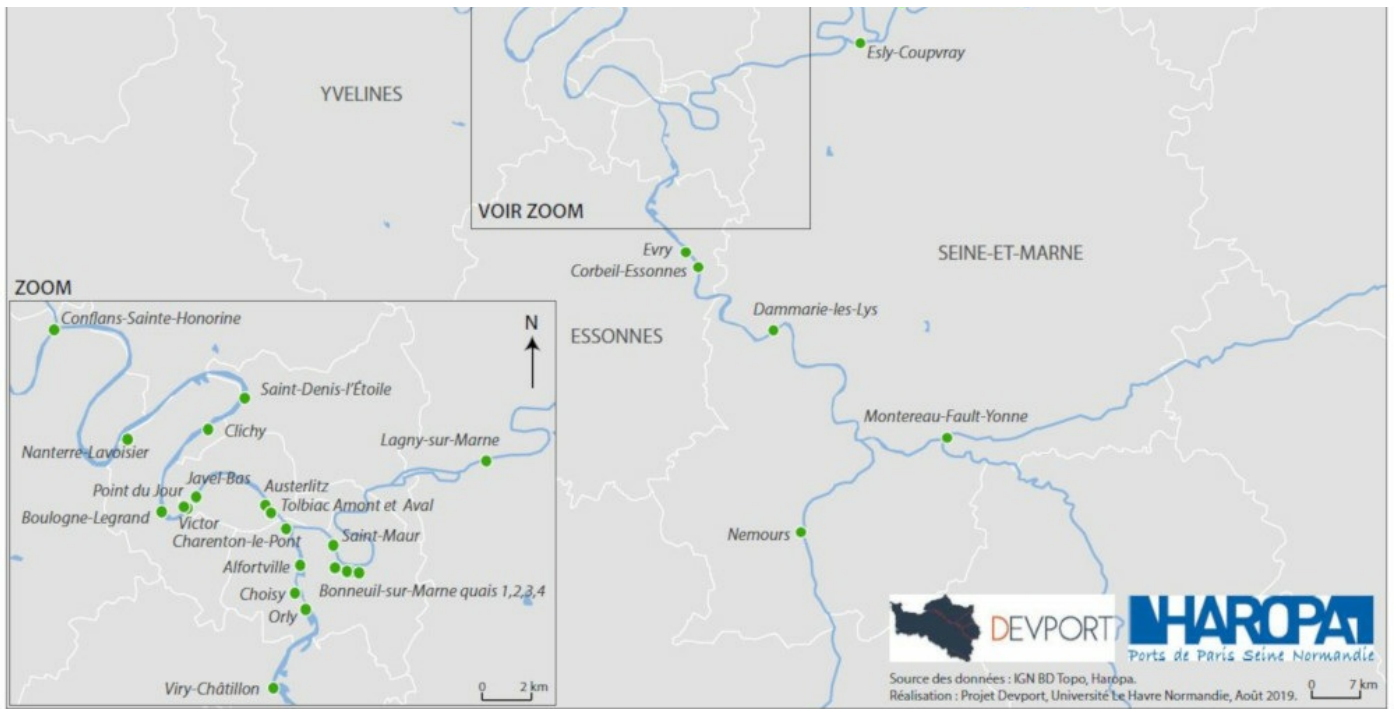 Esly-Coupvray
YVELINES
VOIR ZOOM
Evry
SEINE-ET-MARNE
Corbeil-Essonnes
ZOOM
Dammarie-les-Lys
Conflans-Sainte-Honorine
N
ESSONNES
Saint-Denis-l'Étoile
Montereau-Fault-Yonne
Clichy
Lagny-sur-Marne
Nanterre-Lavoisier
Javel-Bas
Point du Jour
Austerlitz
Tolbiac Amont et Aval
Boulogne-Legrand
Victor
Nemours
Charenton-le-Pont
Saint-Maur
Alfortville
Choisy
Bonneuil-sur-Marne quais 1,2,3,4
Orly
DEVPORT
HAROPA
Ports de Paris Seine Normandie
Viry-Châtillon
0 2 km
Source des données : IGN BD Topo, Haropa.
Réalisation : Projet Devport, Université Le Havre Normandie, Août 2019.
0 7 km